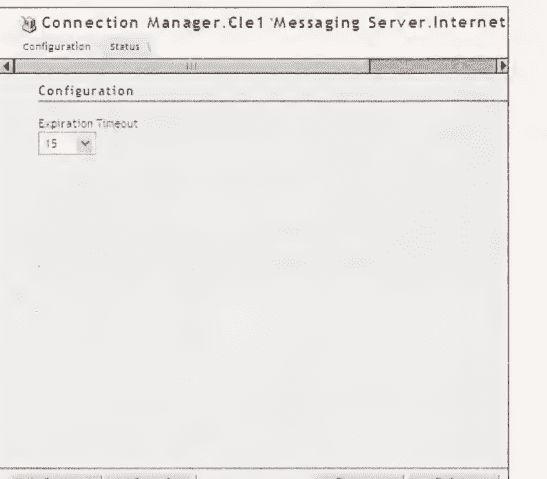 Connection Manager.Cle1 Messaging Server.Internet
Configuration Status
Configuration
Expiration Timeout
15